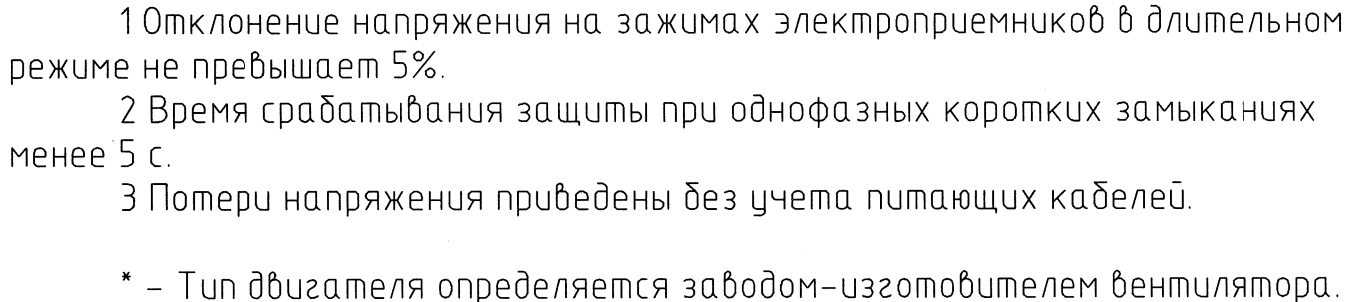 1 Отклонение напряжения на зажимах электроприемников в длительном
режиме не превышает 5%.
2 Время срабатывания защиты при однофазных коротких замыканиях
менее 5 с.
3 Потери напряжения приведены без учета питающих кабелей.
* – Тип двигателя определяется заводом-изготовителем вентилятора.